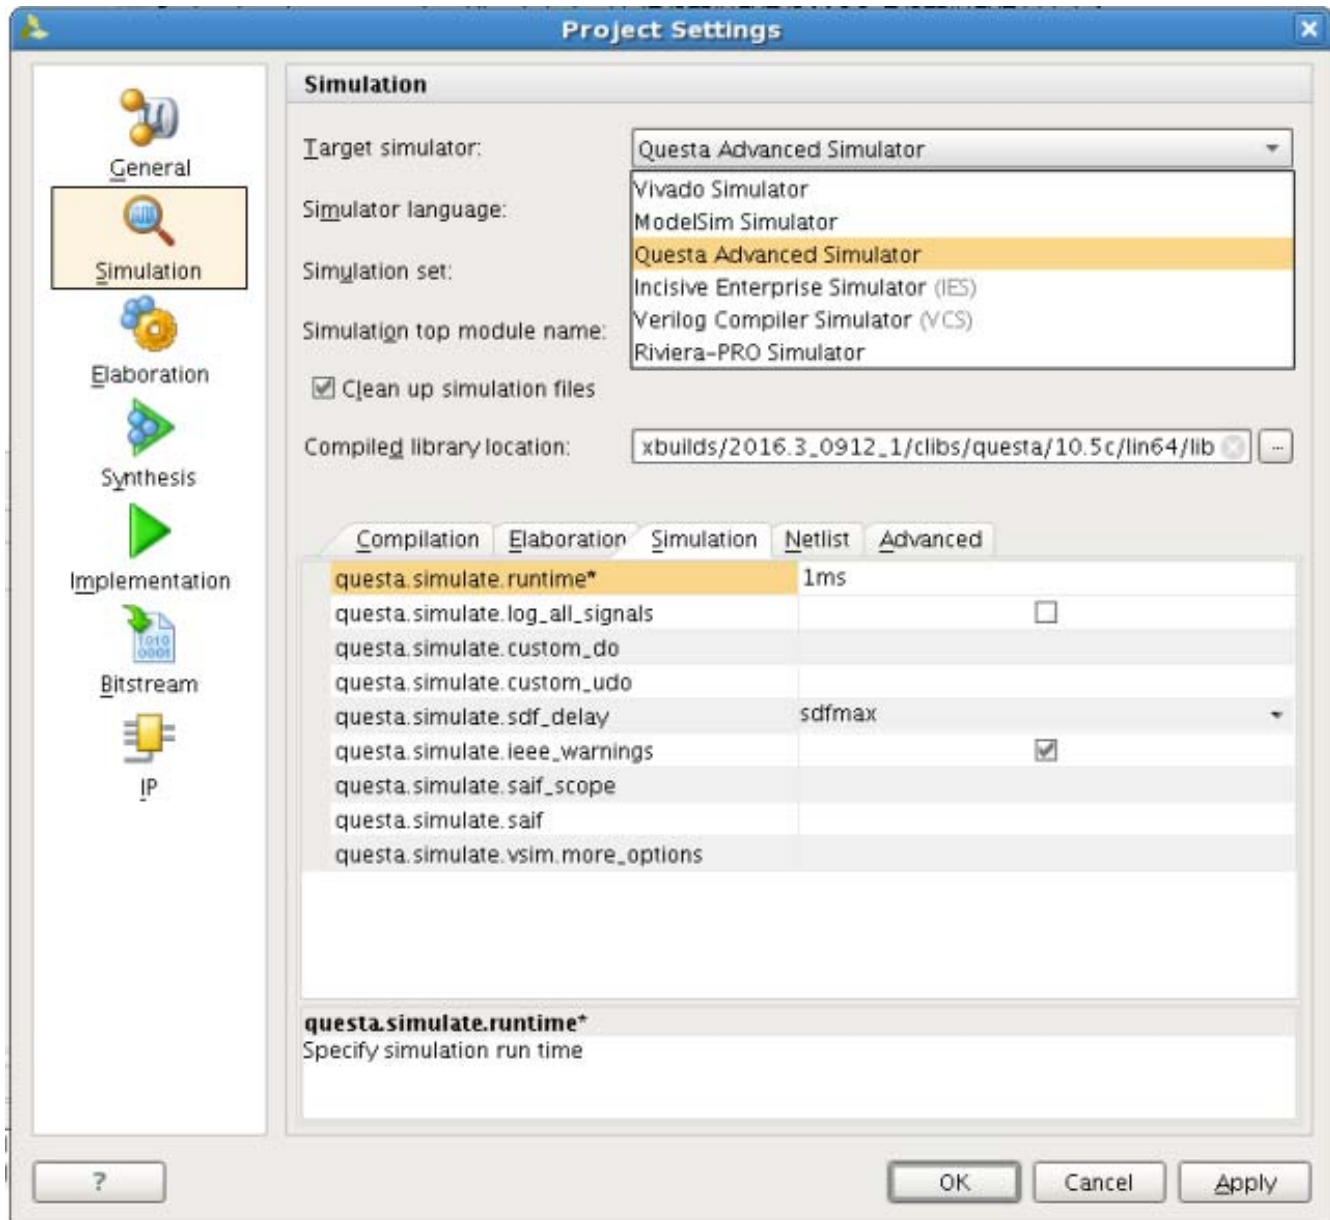 Project Settings
General
Simulation
Elaboration
Synthesis
Implementation
1010
0001
Bitstream
IP
Simulation
Target simulator: Questa Advanced Simulator
Vivado Simulator
Simulator language:
ModelSim Simulator
Questa Advanced Simulator
Simulation set:
Incisive Enterprise Simulator (IES)
Verilog Compiler Simulator (VCS)
Simulation top module name:
Riviera-PRO Simulator
Clean up simulation files
Compiled library location: xbuilds/2016.3_0912_1/clibs/questa/10.5c/lin64/lib ...
Compilation Elaboration Simulation Netlist Advanced
questa.simulate.runtime* 1ms
questa.simulate.log_all_signals
questa.simulate.custom_do
questa.simulate.custom_udo
questa.simulate.sdf_delay sdfmax
questa.simulate.ieee_warnings
questa.simulate.saif_scope
questa.simulate.saif
questa.simulate.vsim.more_options
questa.simulate.runtime*
Specify simulation run time
? OK Cancel Apply